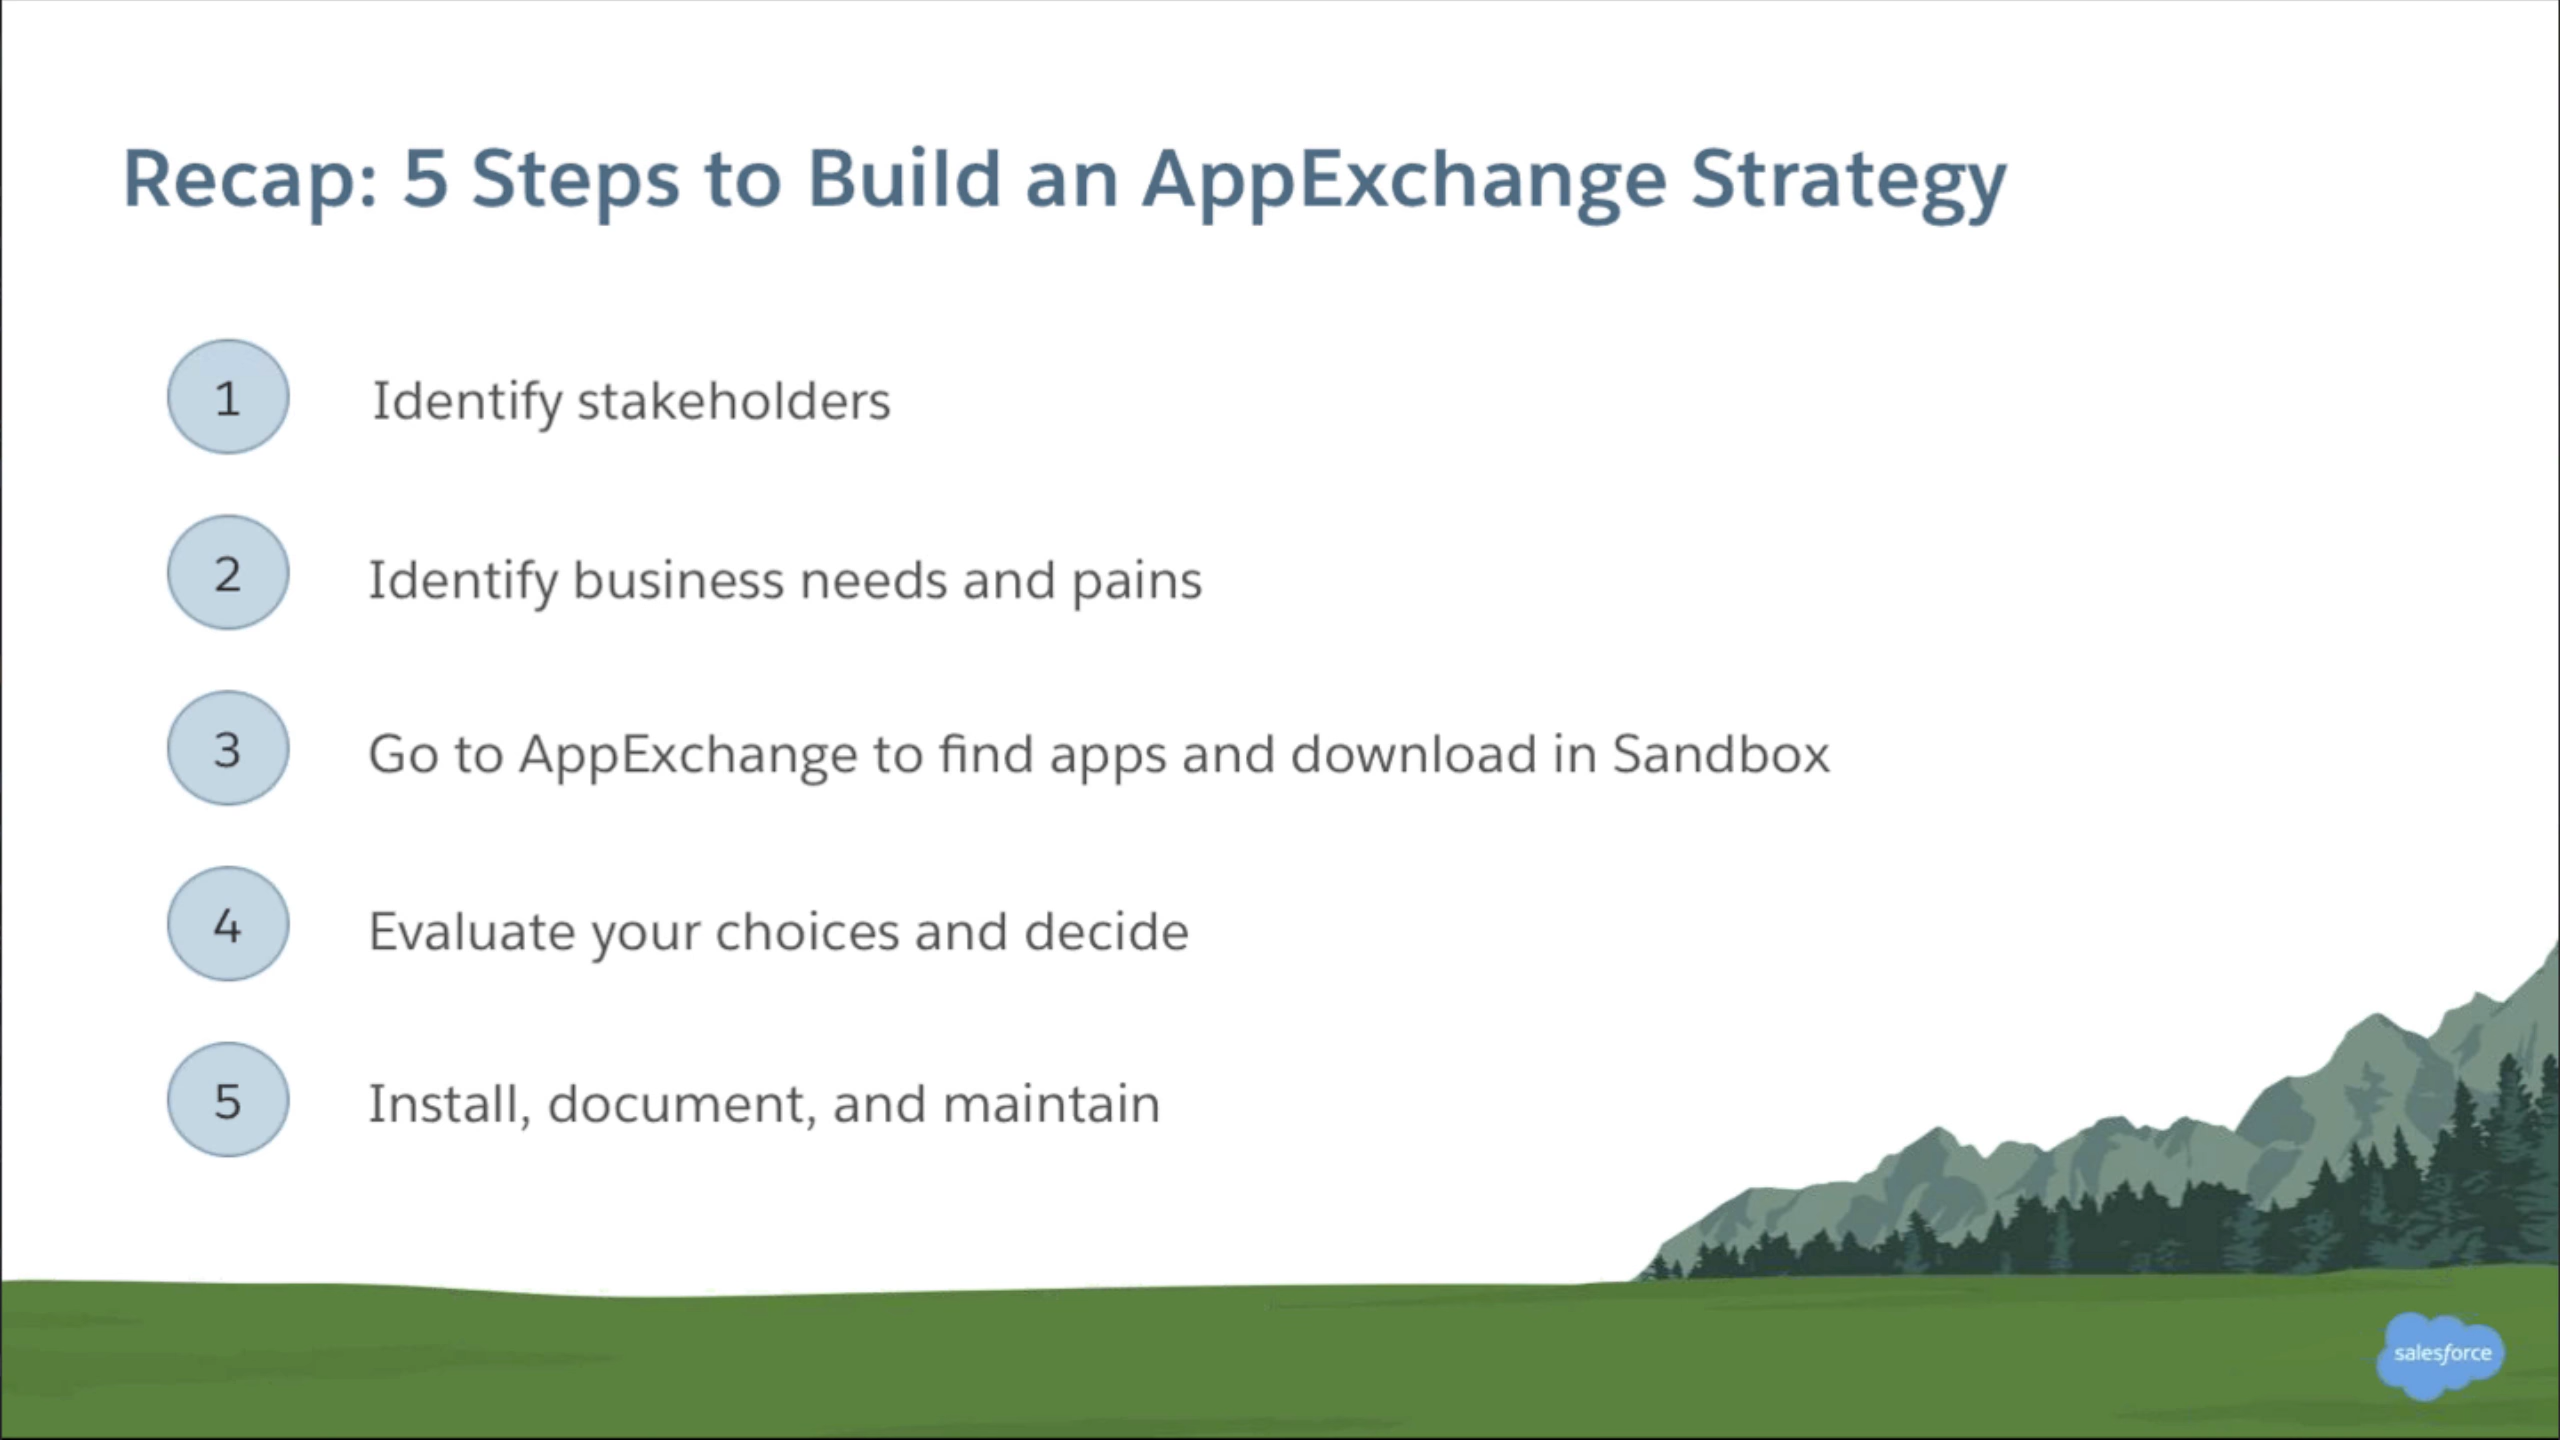 Recap: 5 Steps to Build an AppExchange Strategy
1 Identify stakeholders
2 Identify business needs and pains
3 Go to AppExchange to find apps and download in Sandbox
4 Evaluate your choices and decide
5 Install, document, and maintain
salesforce